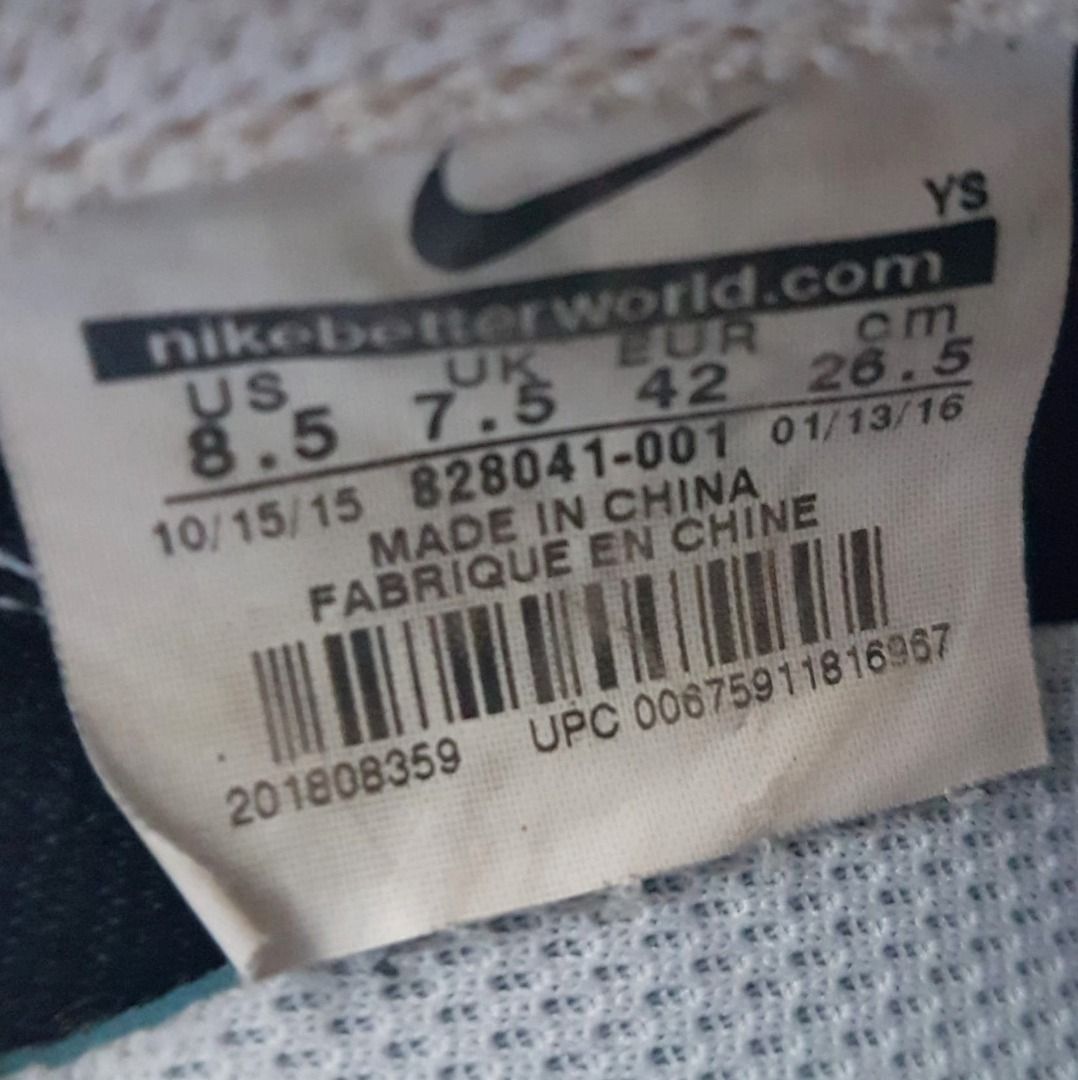 YS
nikebetterworld.com
US UK EUR cm
8.5 7.5 42 26.5
10/15/15 828041-001 01/13/16
MADE IN CHINA
FABRIQUE EN CHINE
201808359 UPC 00675911816967